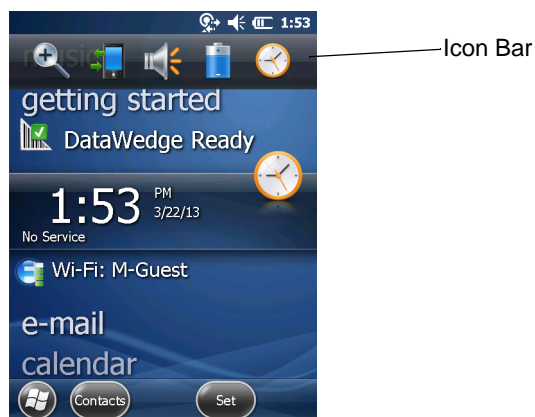 1:53
Icon Bar
music
getting started
DataWedge Ready
1:53 PM
3/22/13
No Service
Wi-Fi: M-Guest
e-mail
calendar
Contacts Set